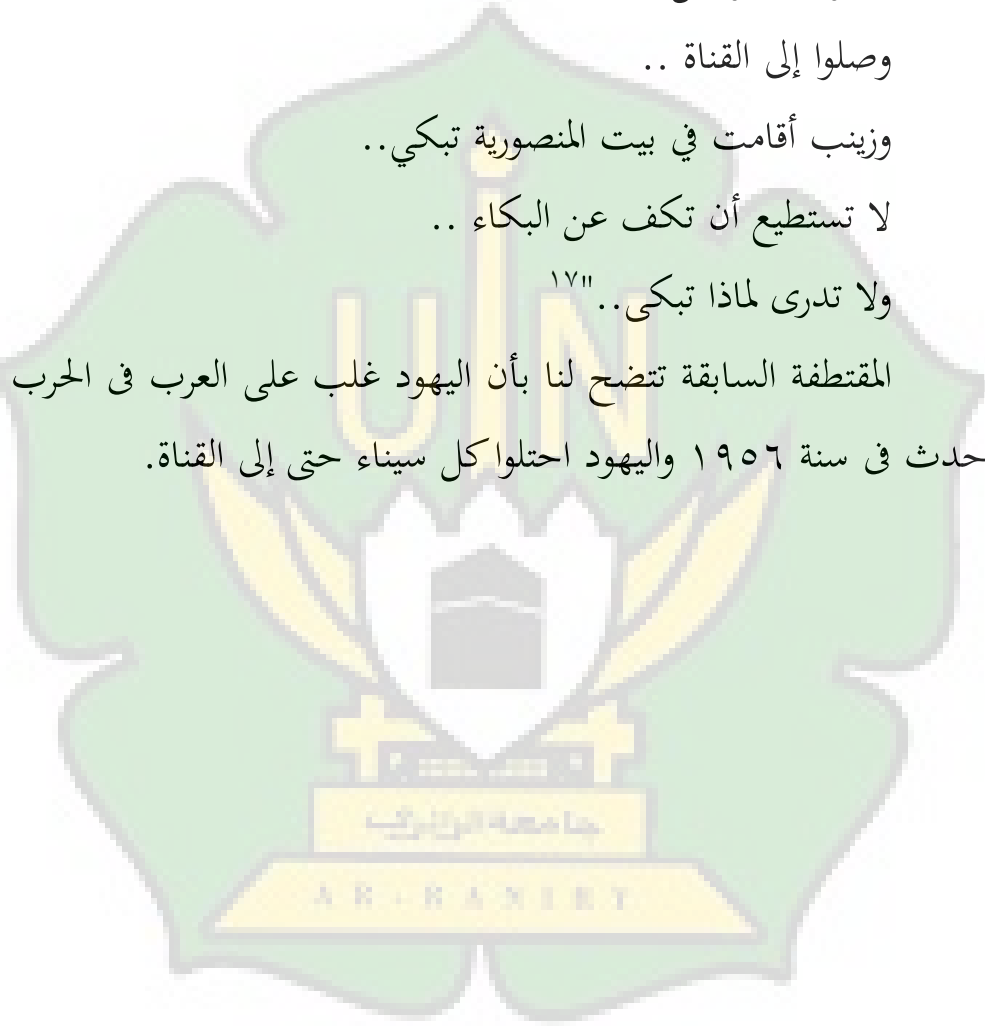 وصلوا إلى القناة ..
وزينب أقامت في بيت المنصورية تبكي..
لا تستطيع أن تكف عن البكاء ..
ولا تدرى لماذا تبكى.."١٧
المقتطفة السابقة تتضح لنا بأن اليهود غلب على العرب فى الحرب
حدث فى سنة ١٩٥٦ واليهود احتلوا كل سيناء حتى إلى القناة.
UIN
جامعة الرانيري
AR-RANIRY